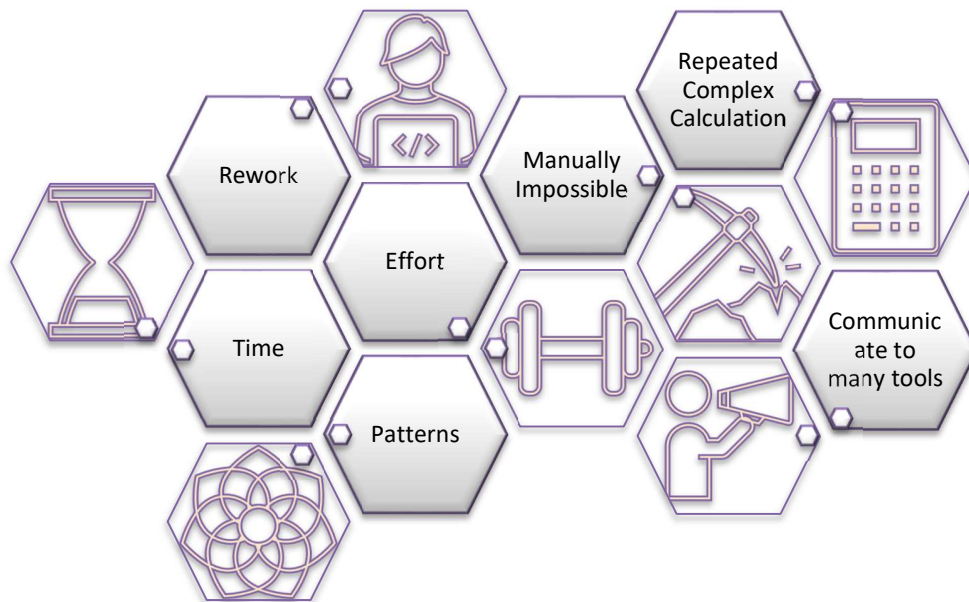 Repeated
Complex
Calculation
Rework
</>
Manually
Impossible
Effort
Time
Communic
ate to
many tools
Patterns